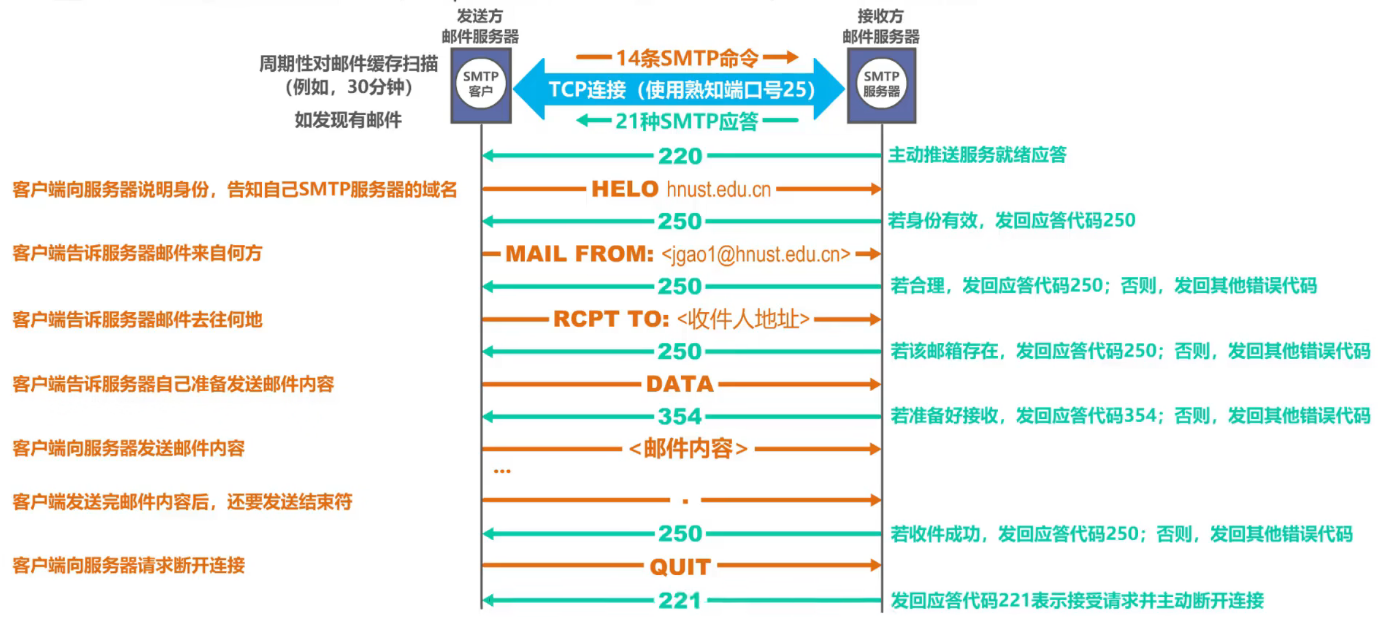 发送方
邮件服务器
接收方
邮件服务器
周期性对邮件缓存扫描
(例如，30分钟)
如发现有邮件
SMTP
客户
14条SMTP命令
TCP连接（使用熟知端口号25）
21种SMTP应答
SMTP
服务器
220
主动推送服务就绪应答
客户端向服务器说明身份，告知自己SMTP服务器的域名
HELO hnust.edu.cn
250
若身份有效，发回应答代码250
客户端告诉服务器邮件来自何方
MAIL FROM: <jgao1@hnust.edu.cn>
250
若合理，发回应答代码250；否则，发回其他错误代码
客户端告诉服务器邮件去往何地
RCPT TO: <收件人地址>
250
若该邮箱存在，发回应答代码250；否则，发回其他错误代码
客户端告诉服务器自己准备发送邮件内容
DATA
354
若准备好接收，发回应答代码354；否则，发回其他错误代码
客户端向服务器发送邮件内容
<邮件内容>
...
客户端发送完邮件内容后，还要发送结束符
.
250
若收件成功，发回应答代码250；否则，发回其他错误代码
客户端向服务器请求断开连接
QUIT
221
发回应答代码221表示接受请求并主动断开连接